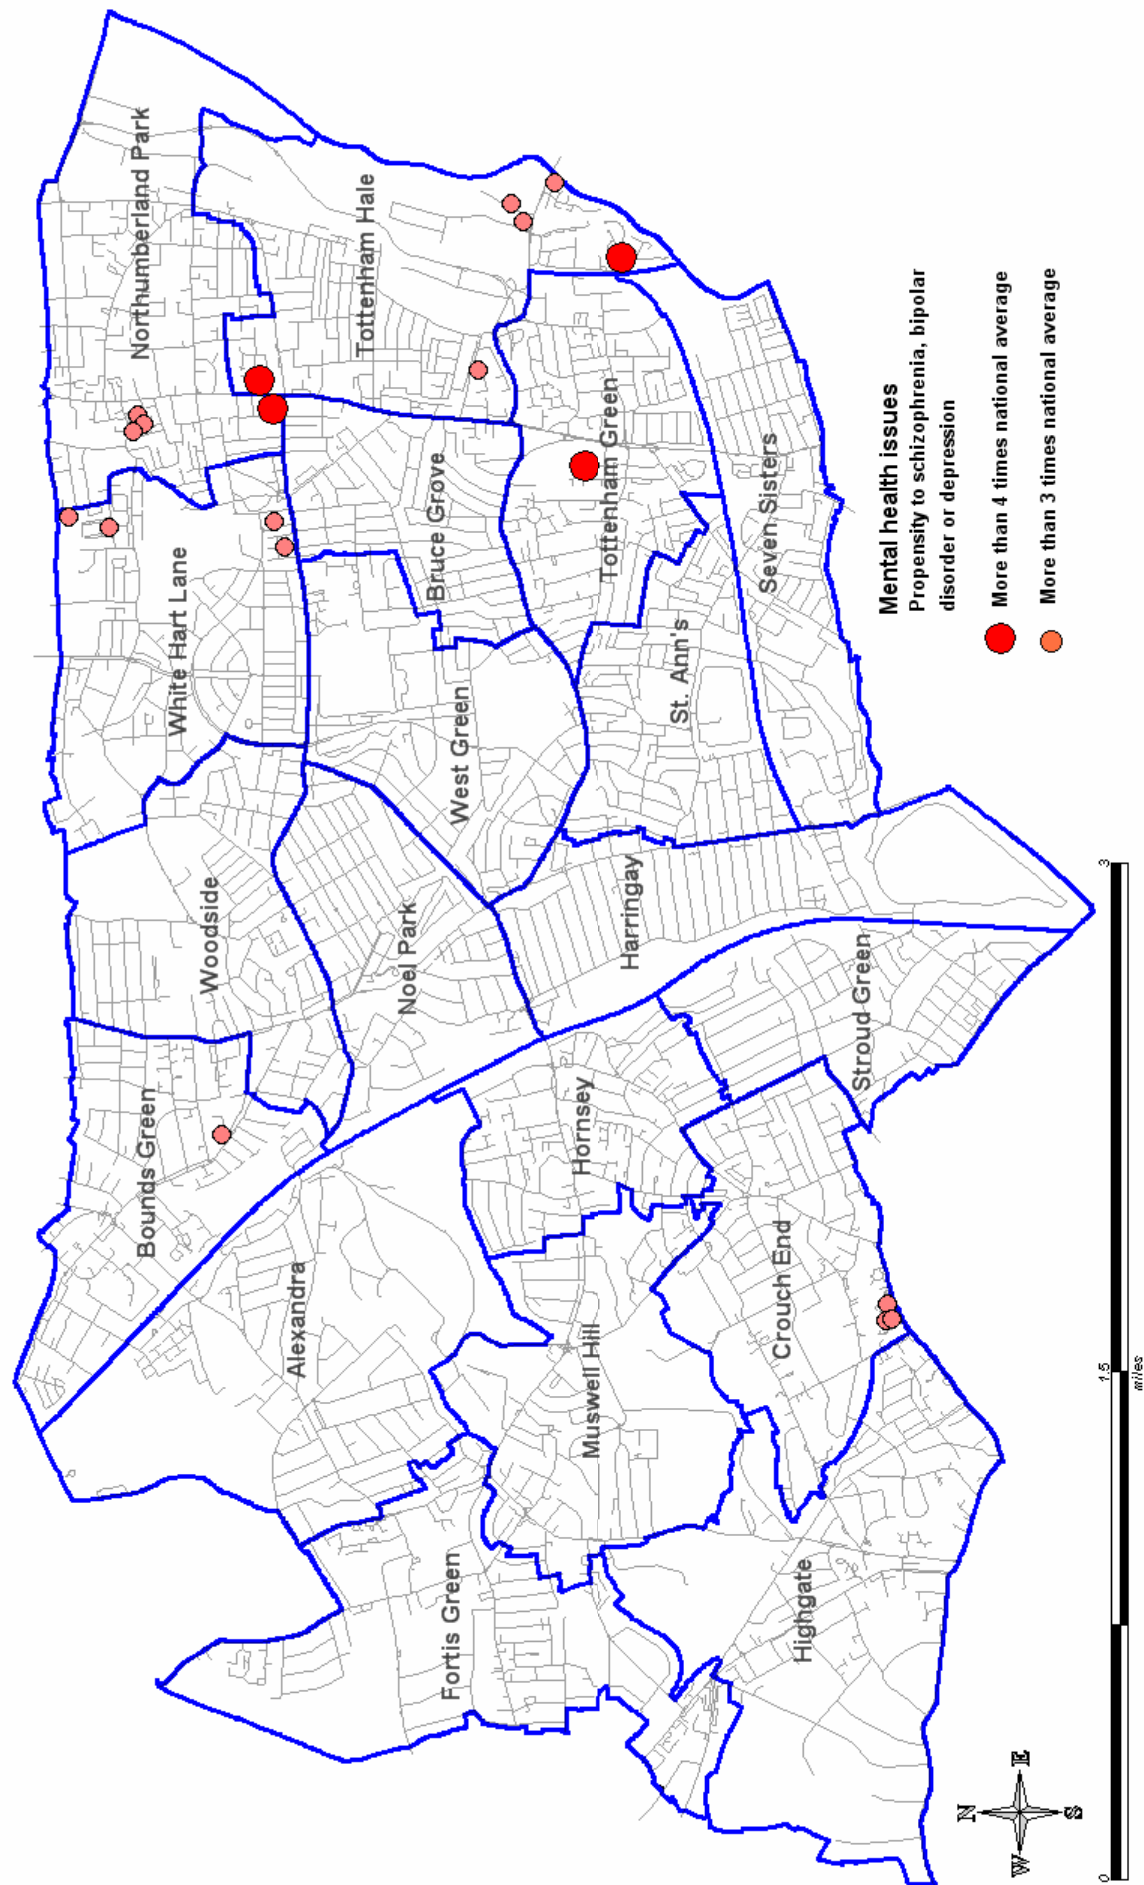 Northumberland Park
White Hart Lane
Woodside
Bounds Green
Tottenham Hale
Bruce Grove
West Green
Noel Park
Alexandra
Tottenham Green
St. Ann's
Harringay
Hornsey
Muswell Hill
Fortis Green
Seven Sisters
Stroud Green
Crouch End
Highgate
Mental health issues
Propensity to schizophrenia, bipolar
disorder or depression
More than 4 times national average
More than 3 times national average
N
W
E
S
0
1.5
3
miles